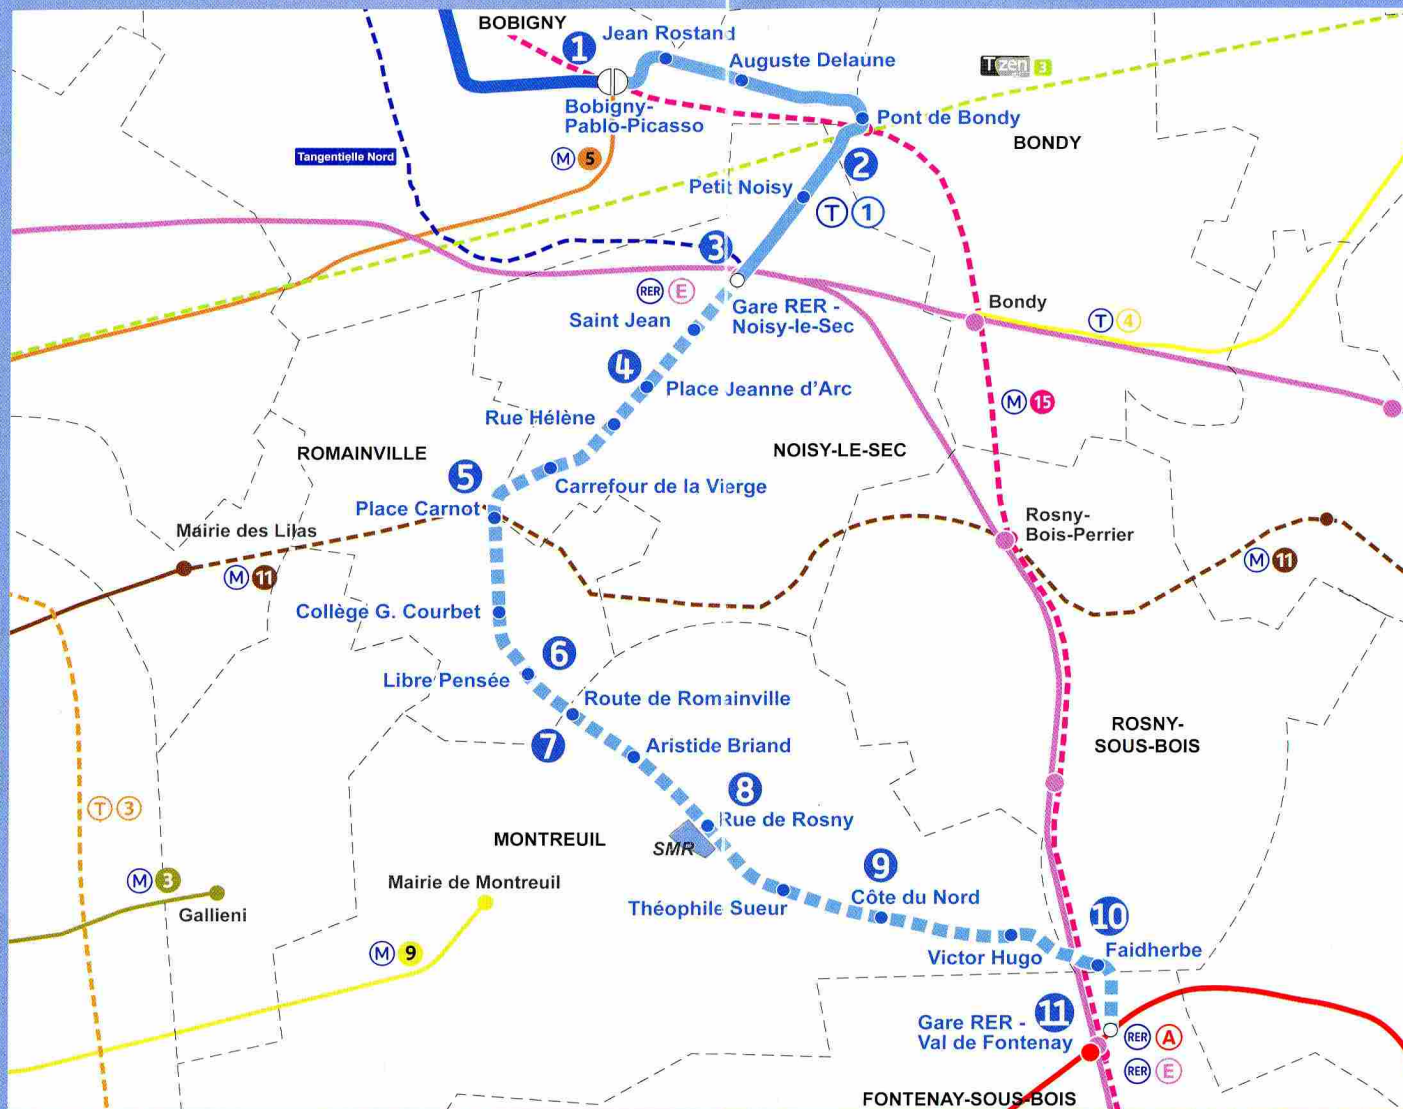 BOBIGNY
1
Jean Rostand
Auguste Delaune
T zen 3
Bobigny-
Pablo-Picasso
Pont de Bondy
BONDY
Tangentielle Nord
M 5
2
Petit Noisy
T 1
3
RER E
Gare RER -
Noisy-le-Sec
Bondy
T 4
Saint Jean
4
Place Jeanne d'Arc
M 15
Rue Hélène
ROMAINVILLE
NOISY-LE-SEC
5
Carrefour de la Vierge
Place Carnot
Rosny-
Bois-Perrier
Mairie des Lilas
M 11
M 11
Collège G. Courbet
6
Libre Pensée
Route de Romainville
7
Aristide Briand
ROSNY-
SOUS-BOIS
8
T 3
Rue de Rosny
MONTREUIL
SMR
9
M 3
Mairie de Montreuil
Côte du Nord
Gallieni
Théophile Sueur
10
M 9
Victor Hugo
Faidherbe
11
Gare RER -
Val de Fontenay
RER A
RER E
FONTENAY-SOUS-BOIS